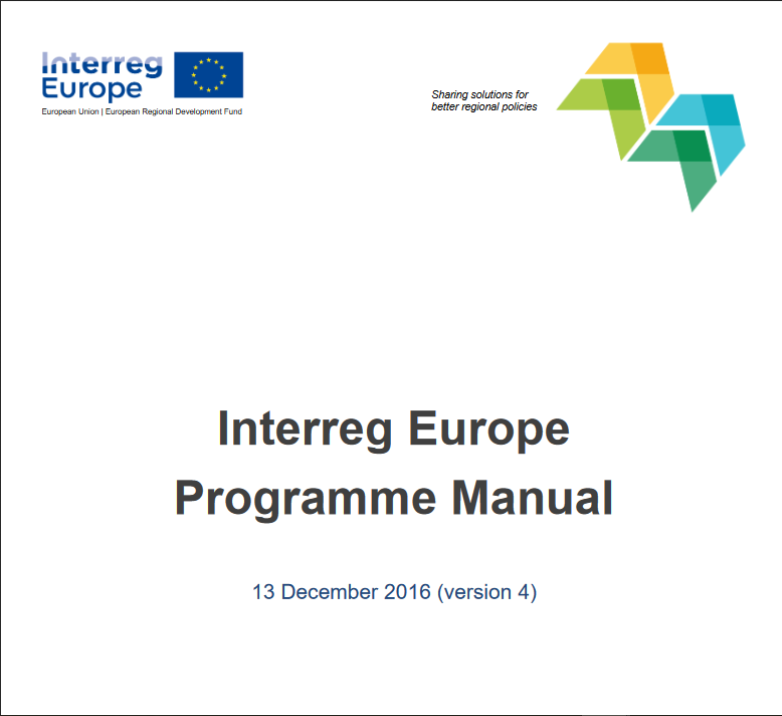 Interreg
Europe
European Union | European Regional Development Fund
Sharing solutions for
better regional policies
Interreg Europe
Programme Manual
13 December 2016 (version 4)